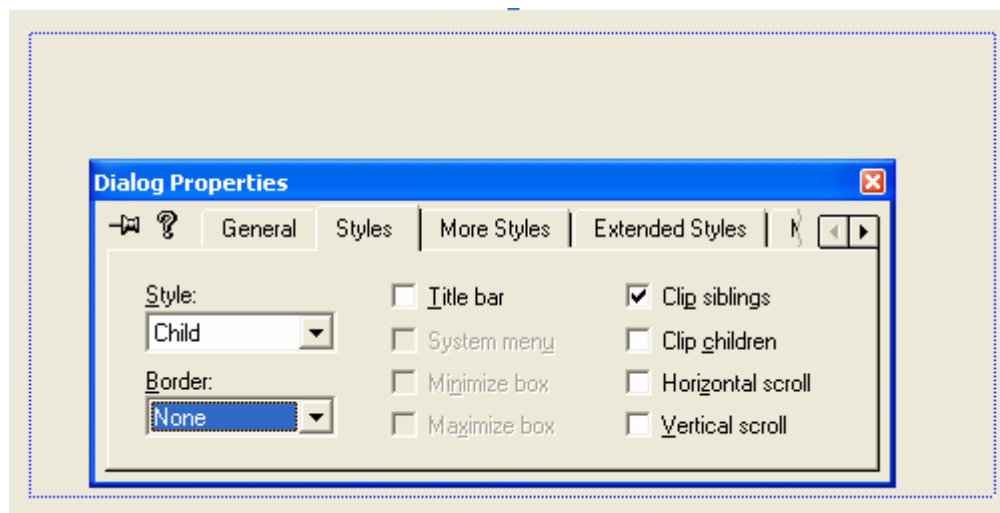 Dialog Properties
General Styles More Styles Extended Styles
Style:
Child
Border:
None
Title bar
System menu
Minimize box
Maximize box
Clip siblings
Clip children
Horizontal scroll
Vertical scroll